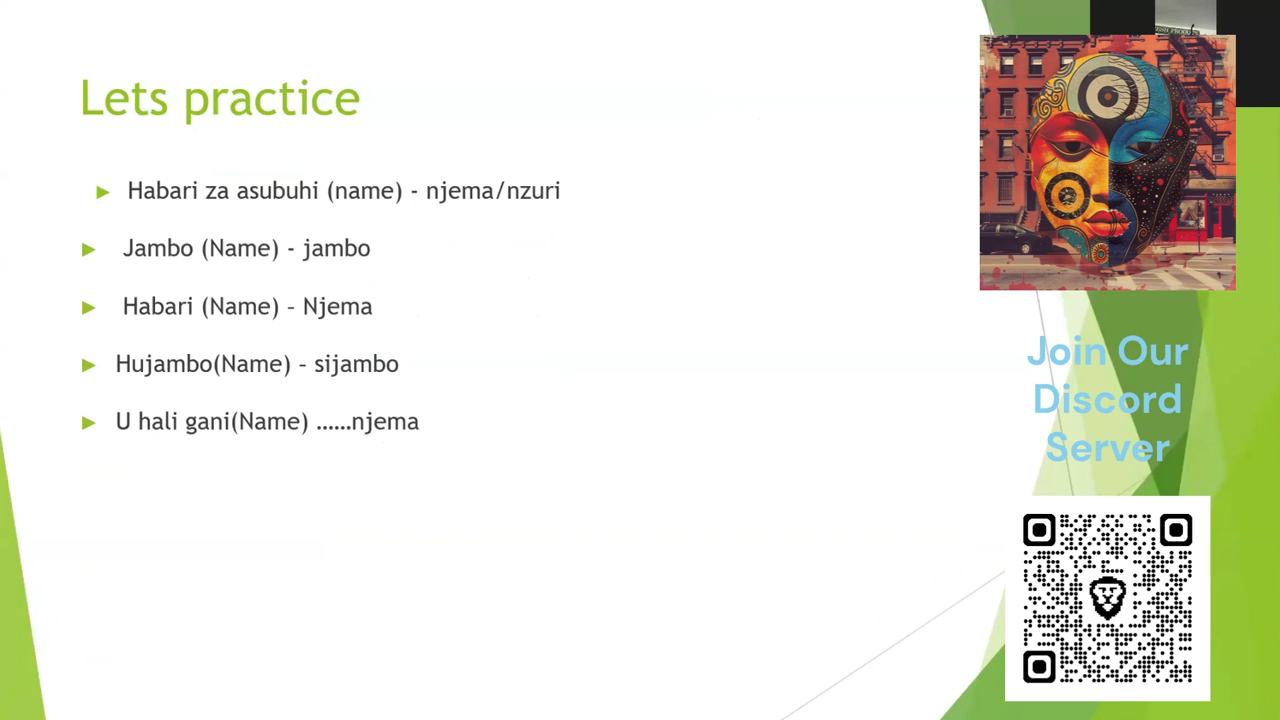 Lets practice
Habari za asubuhi (name) - njema/nzuri
Jambo (Name) - jambo
Habari (Name) – Njema
Hujambo(Name) – sijambo
U hali gani(Name) ......njema
Join Our
Discord
Server